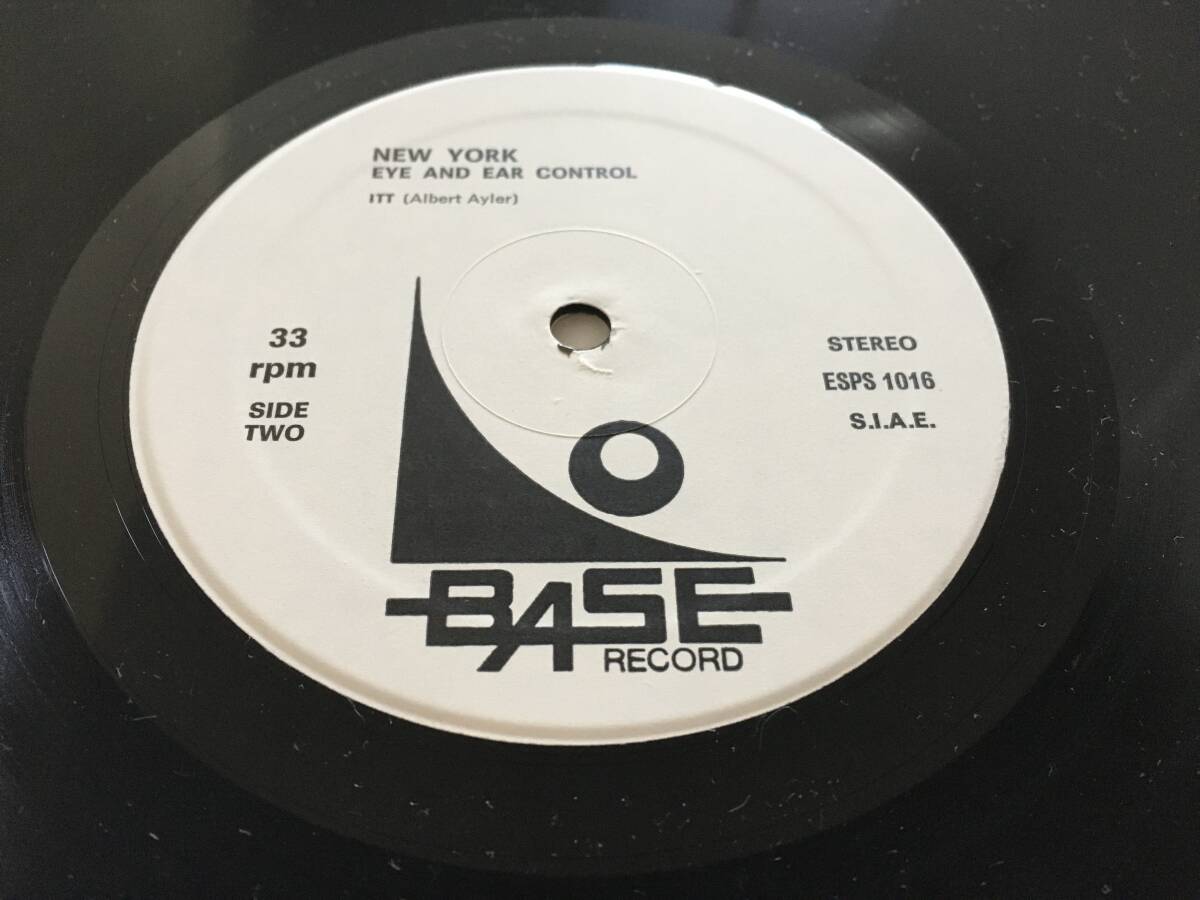 NEW YORK
EYE AND EAR CONTROL
ITT (Albert Ayler)
33
rpm
SIDE
TWO
STEREO
ESPS 1016
S.I.A.E.
BASE
RECORD